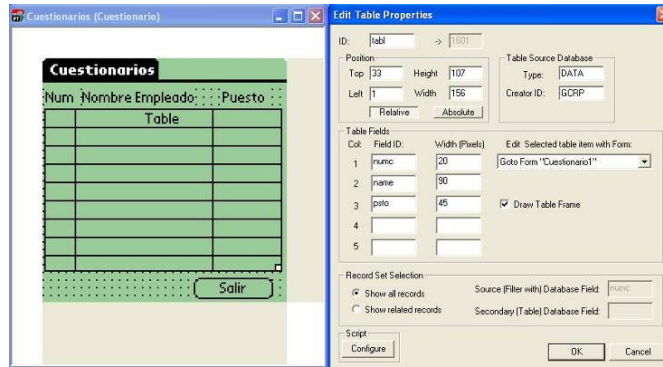 Cuestionarios (Cuestionario)
Cuestionarios
Num Nombre Empleado Puesto
Table
Salir
Edit Table Properties
ID: tabl -> 1601
Position
Top 33 Height 107
Left 1 Width 156
Relative Absolute
Table Source Database
Type: DATA
Creator ID: GCRP
Table Fields
Col: Field ID: Width (Pixels) Edit Selected table item with Form:
1 numc 20 Goto Form "Cuestionario1"
2 name 90
3 psto 45 Draw Table Frame
4
5
Record Set Selection
Show all records Source (Filter with) Database Field: numc
Show related records Secondary (Table) Database Field:
Script
Configure OK Cancel